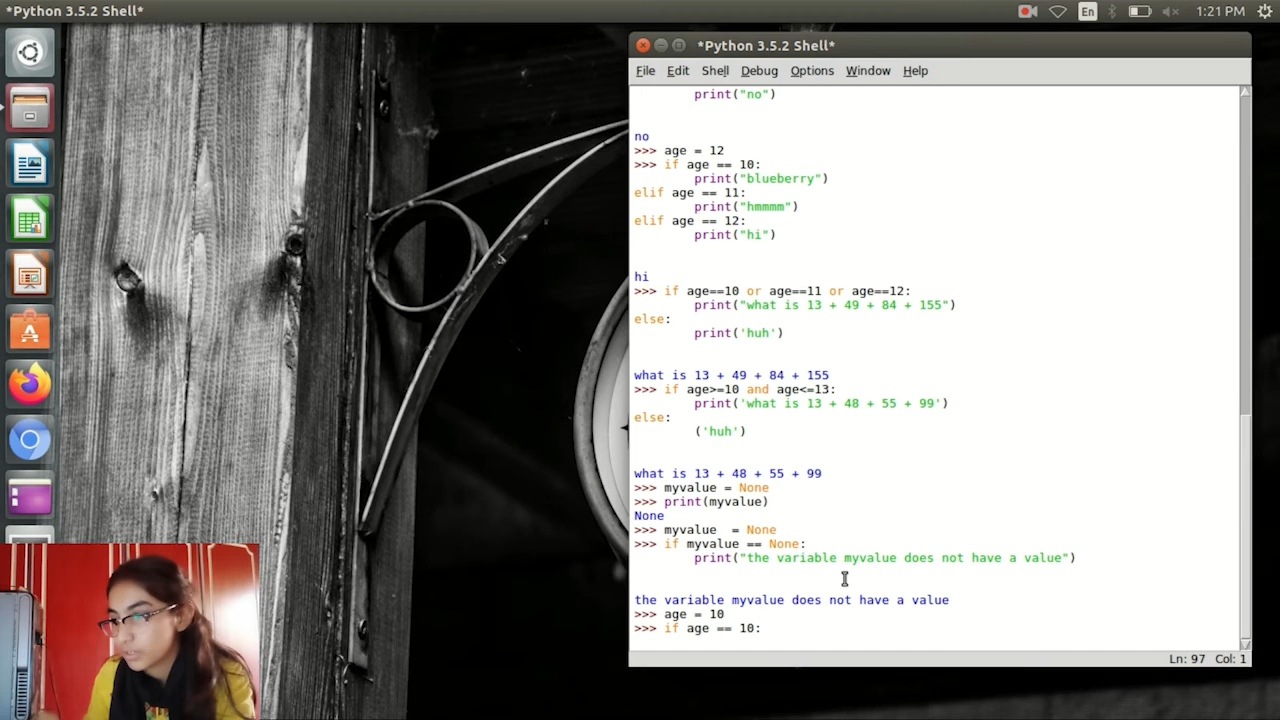 *Python 3.5.2 Shell*
En
1:21 PM
*Python 3.5.2 Shell*
File Edit Shell Debug Options Window Help
print("no")
no
>>> age = 12
>>> if age == 10:
print("blueberry")
elif age == 11:
print("hmmmm")
elif age == 12:
print("hi")
hi
>>> if age==10 or age==11 or age==12:
print("what is 13 + 49 + 84 + 155")
else:
print('huh')
what is 13 + 49 + 84 + 155
>>> if age>=10 and age<=13:
print('what is 13 + 48 + 55 + 99')
else:
('huh')
what is 13 + 48 + 55 + 99
>>> myvalue = None
>>> print(myvalue)
None
>>> myvalue  = None
>>> if myvalue == None:
print("the variable myvalue does not have a value")
the variable myvalue does not have a value
>>> age = 10
>>> if age == 10:
Ln: 97 Col: 1